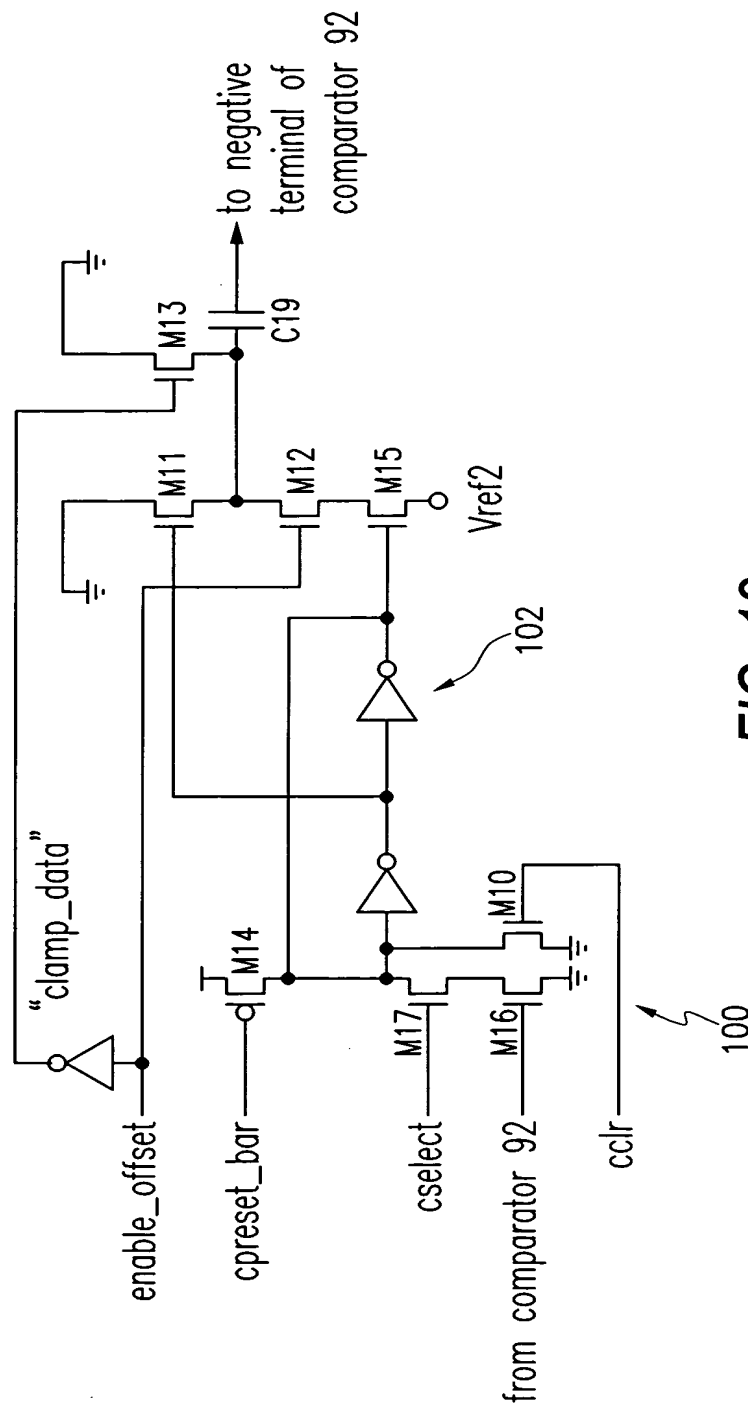 "clamp_data"
enable_offset
cpreset_bar
cselect
from comparator 92
cclr
100
M14
M17
M16
M10
102
M11
M12
M15
Vref2
M13
C19
to negative
terminal of
comparator 92